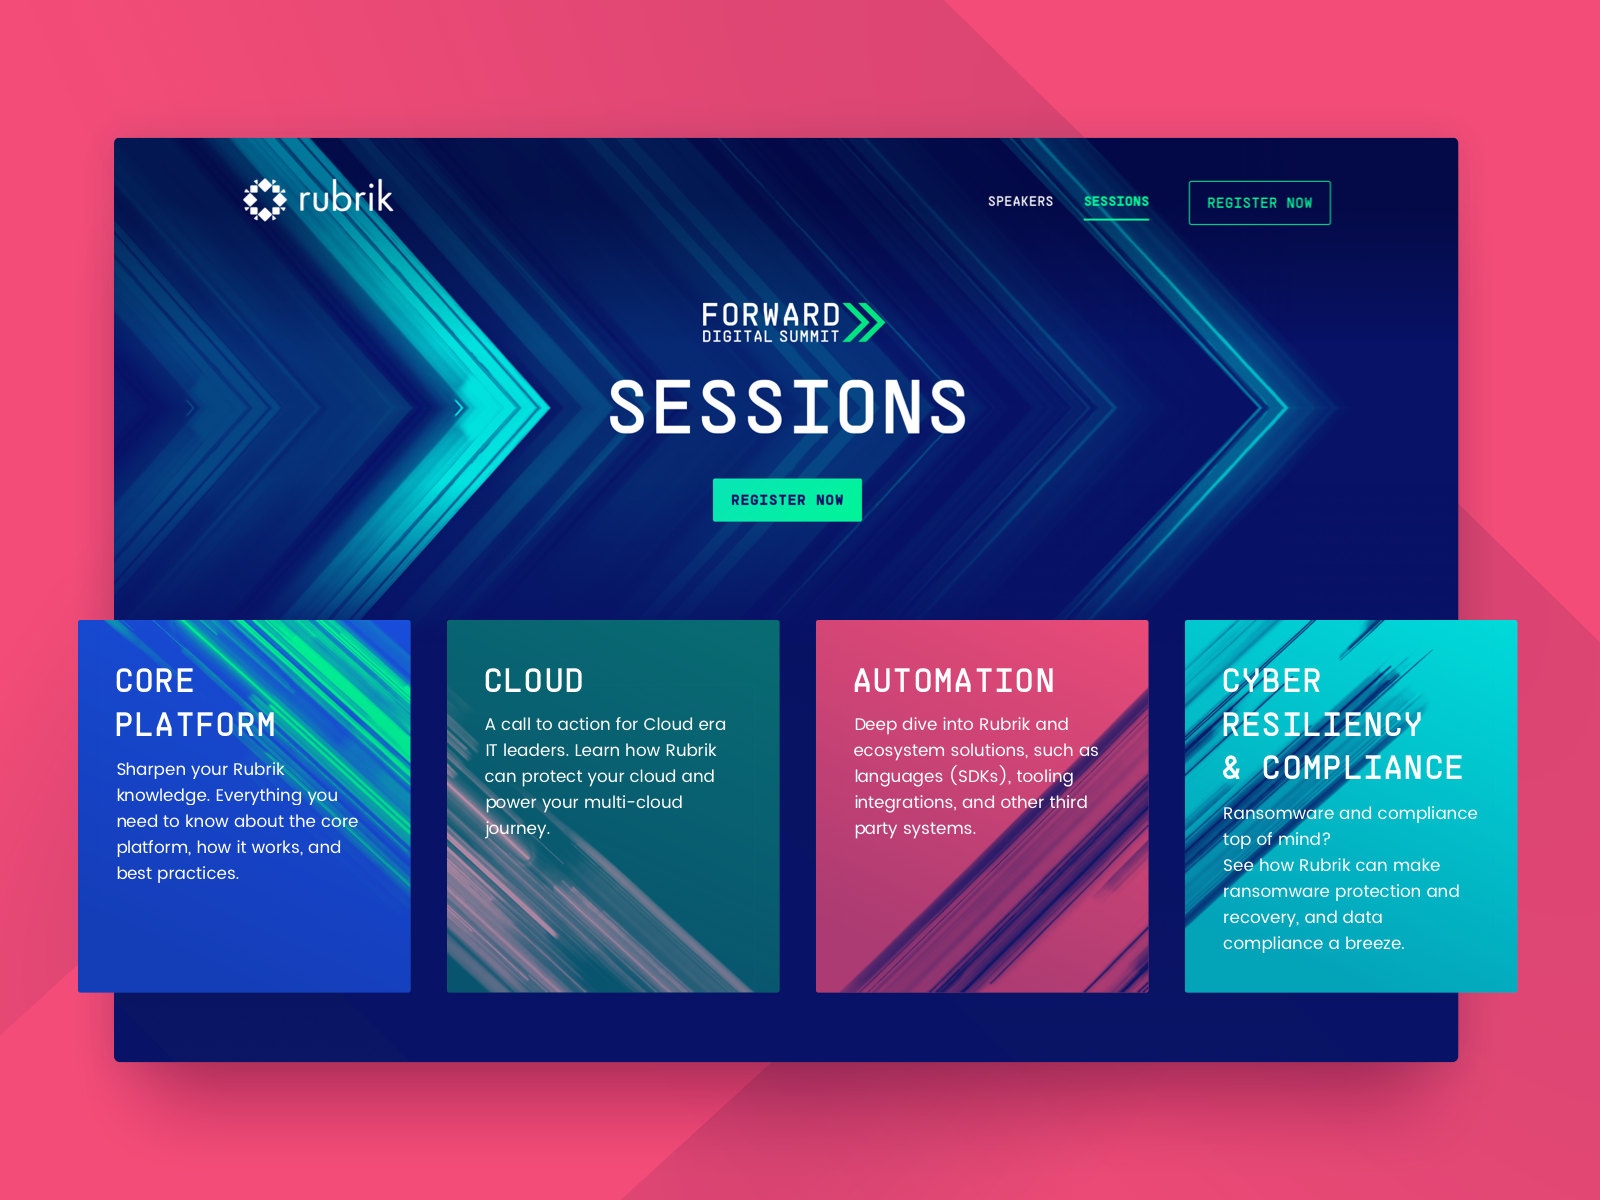 rubrik
SPEAKERS
SESSIONS
REGISTER NOW
FORWARD
DIGITAL SUMMIT
SESSIONS
REGISTER NOW
CORE
PLATFORM
Sharpen your Rubrik
knowledge. Everything you
need to know about the core
platform, how it works, and
best practices.
CLOUD
A call to action for Cloud era
IT leaders. Learn how Rubrik
can protect your cloud and
power your multi-cloud
journey.
AUTOMATION
Deep dive into Rubrik and
ecosystem solutions, such as
languages (SDKs), tooling
integrations, and other third
party systems.
CYBER
RESILIENCY
& COMPLIANCE
Ransomware and compliance
top of mind?
See how Rubrik can make
ransomware protection and
recovery, and data
compliance a breeze.